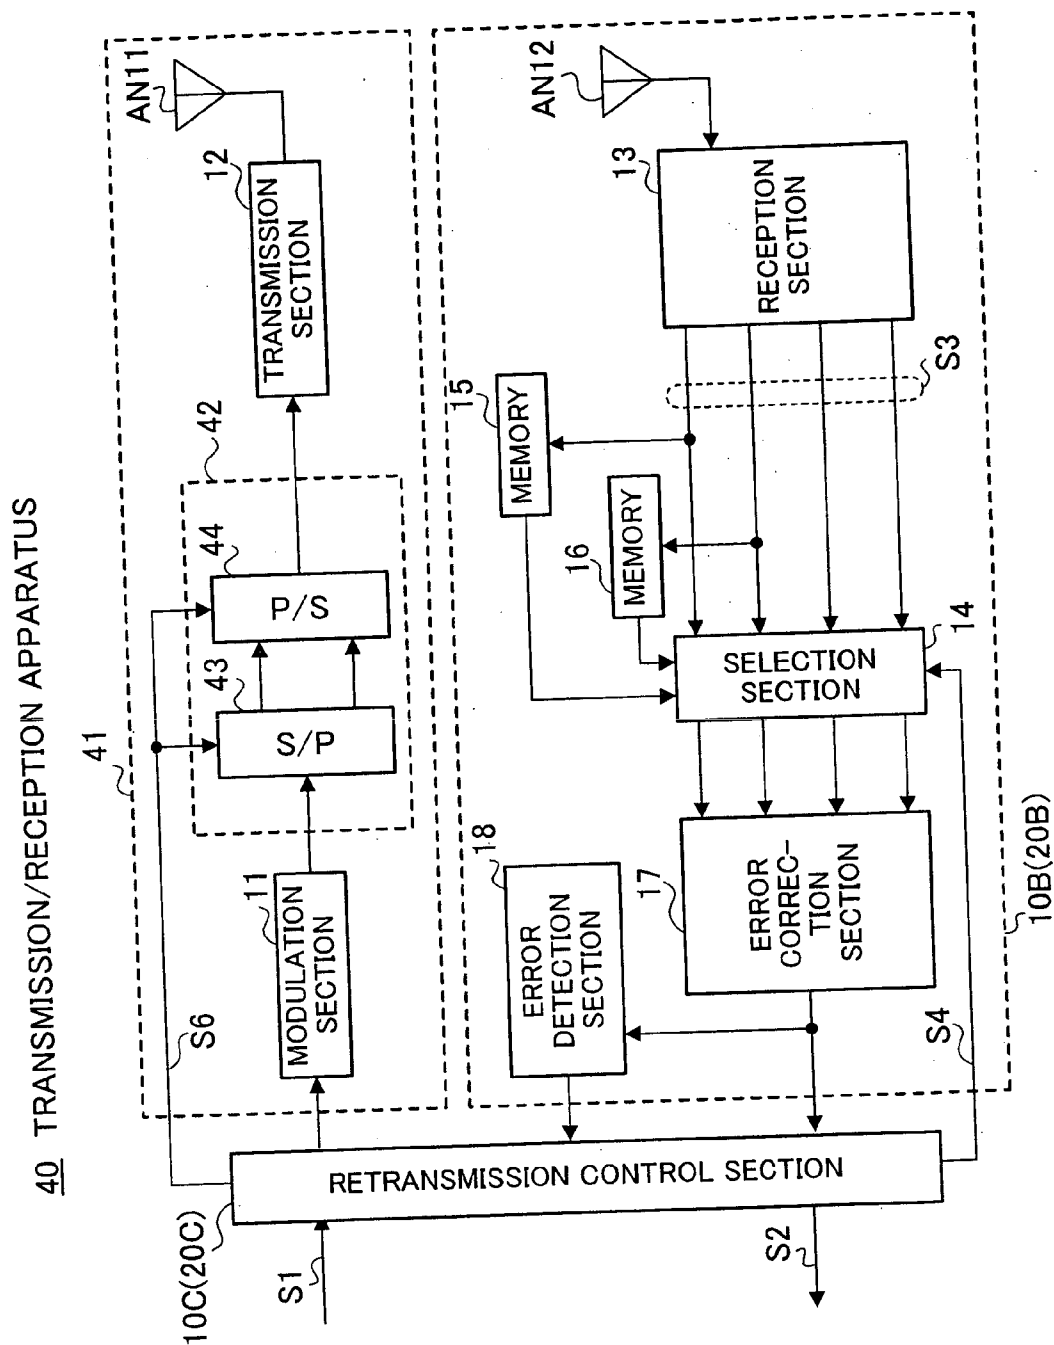 40 TRANSMISSION/RECEPTION APPARATUS
41
S6
42
AN11
11
MODULATION
SECTION
43
S/P
44
P/S
12
TRANSMISSION
SECTION
10C(20C)
S1
RETRANSMISSION CONTROL SECTION
S2
18
ERROR
DETECTION
SECTION
17
ERROR
CORREC-
TION
SECTION
14
SELECTION
SECTION
15
MEMORY
16
MEMORY
13
RECEPTION
SECTION
AN12
S3
S4
10B(20B)